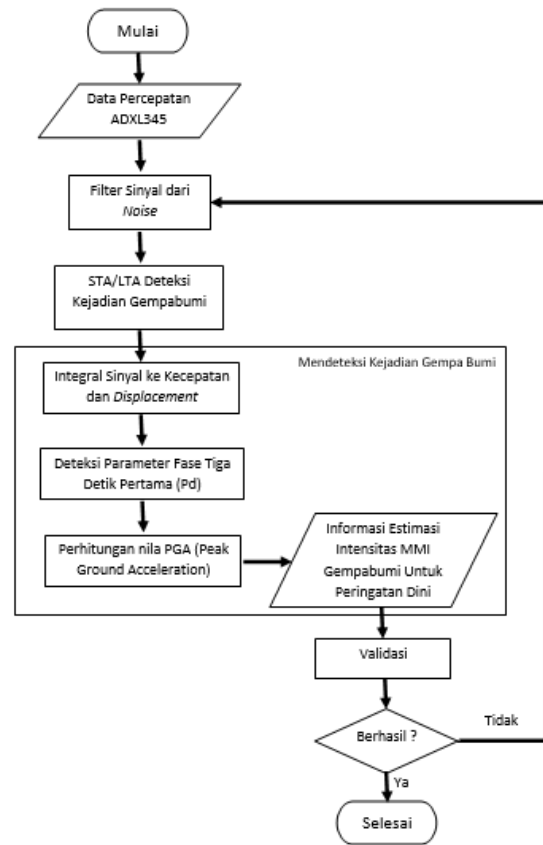 Mulai
Data Percepatan
ADXL345
Filter Sinyal dari
Noise
STA/LTA Deteksi
Kejadian Gempabumi
Mendeteksi Kejadian Gempa Bumi
Integral Sinyal ke Kecepatan
dan Displacement
Deteksi Parameter Fase Tiga
Detik Pertama (Pd)
Perhitungan nila PGA (Peak
Ground Acceleration)
Informasi Estimasi
Intensitas MMI
Gempabumi Untuk
Peringatan Dini
Validasi
Berhasil ?
Tidak
Ya
Selesai